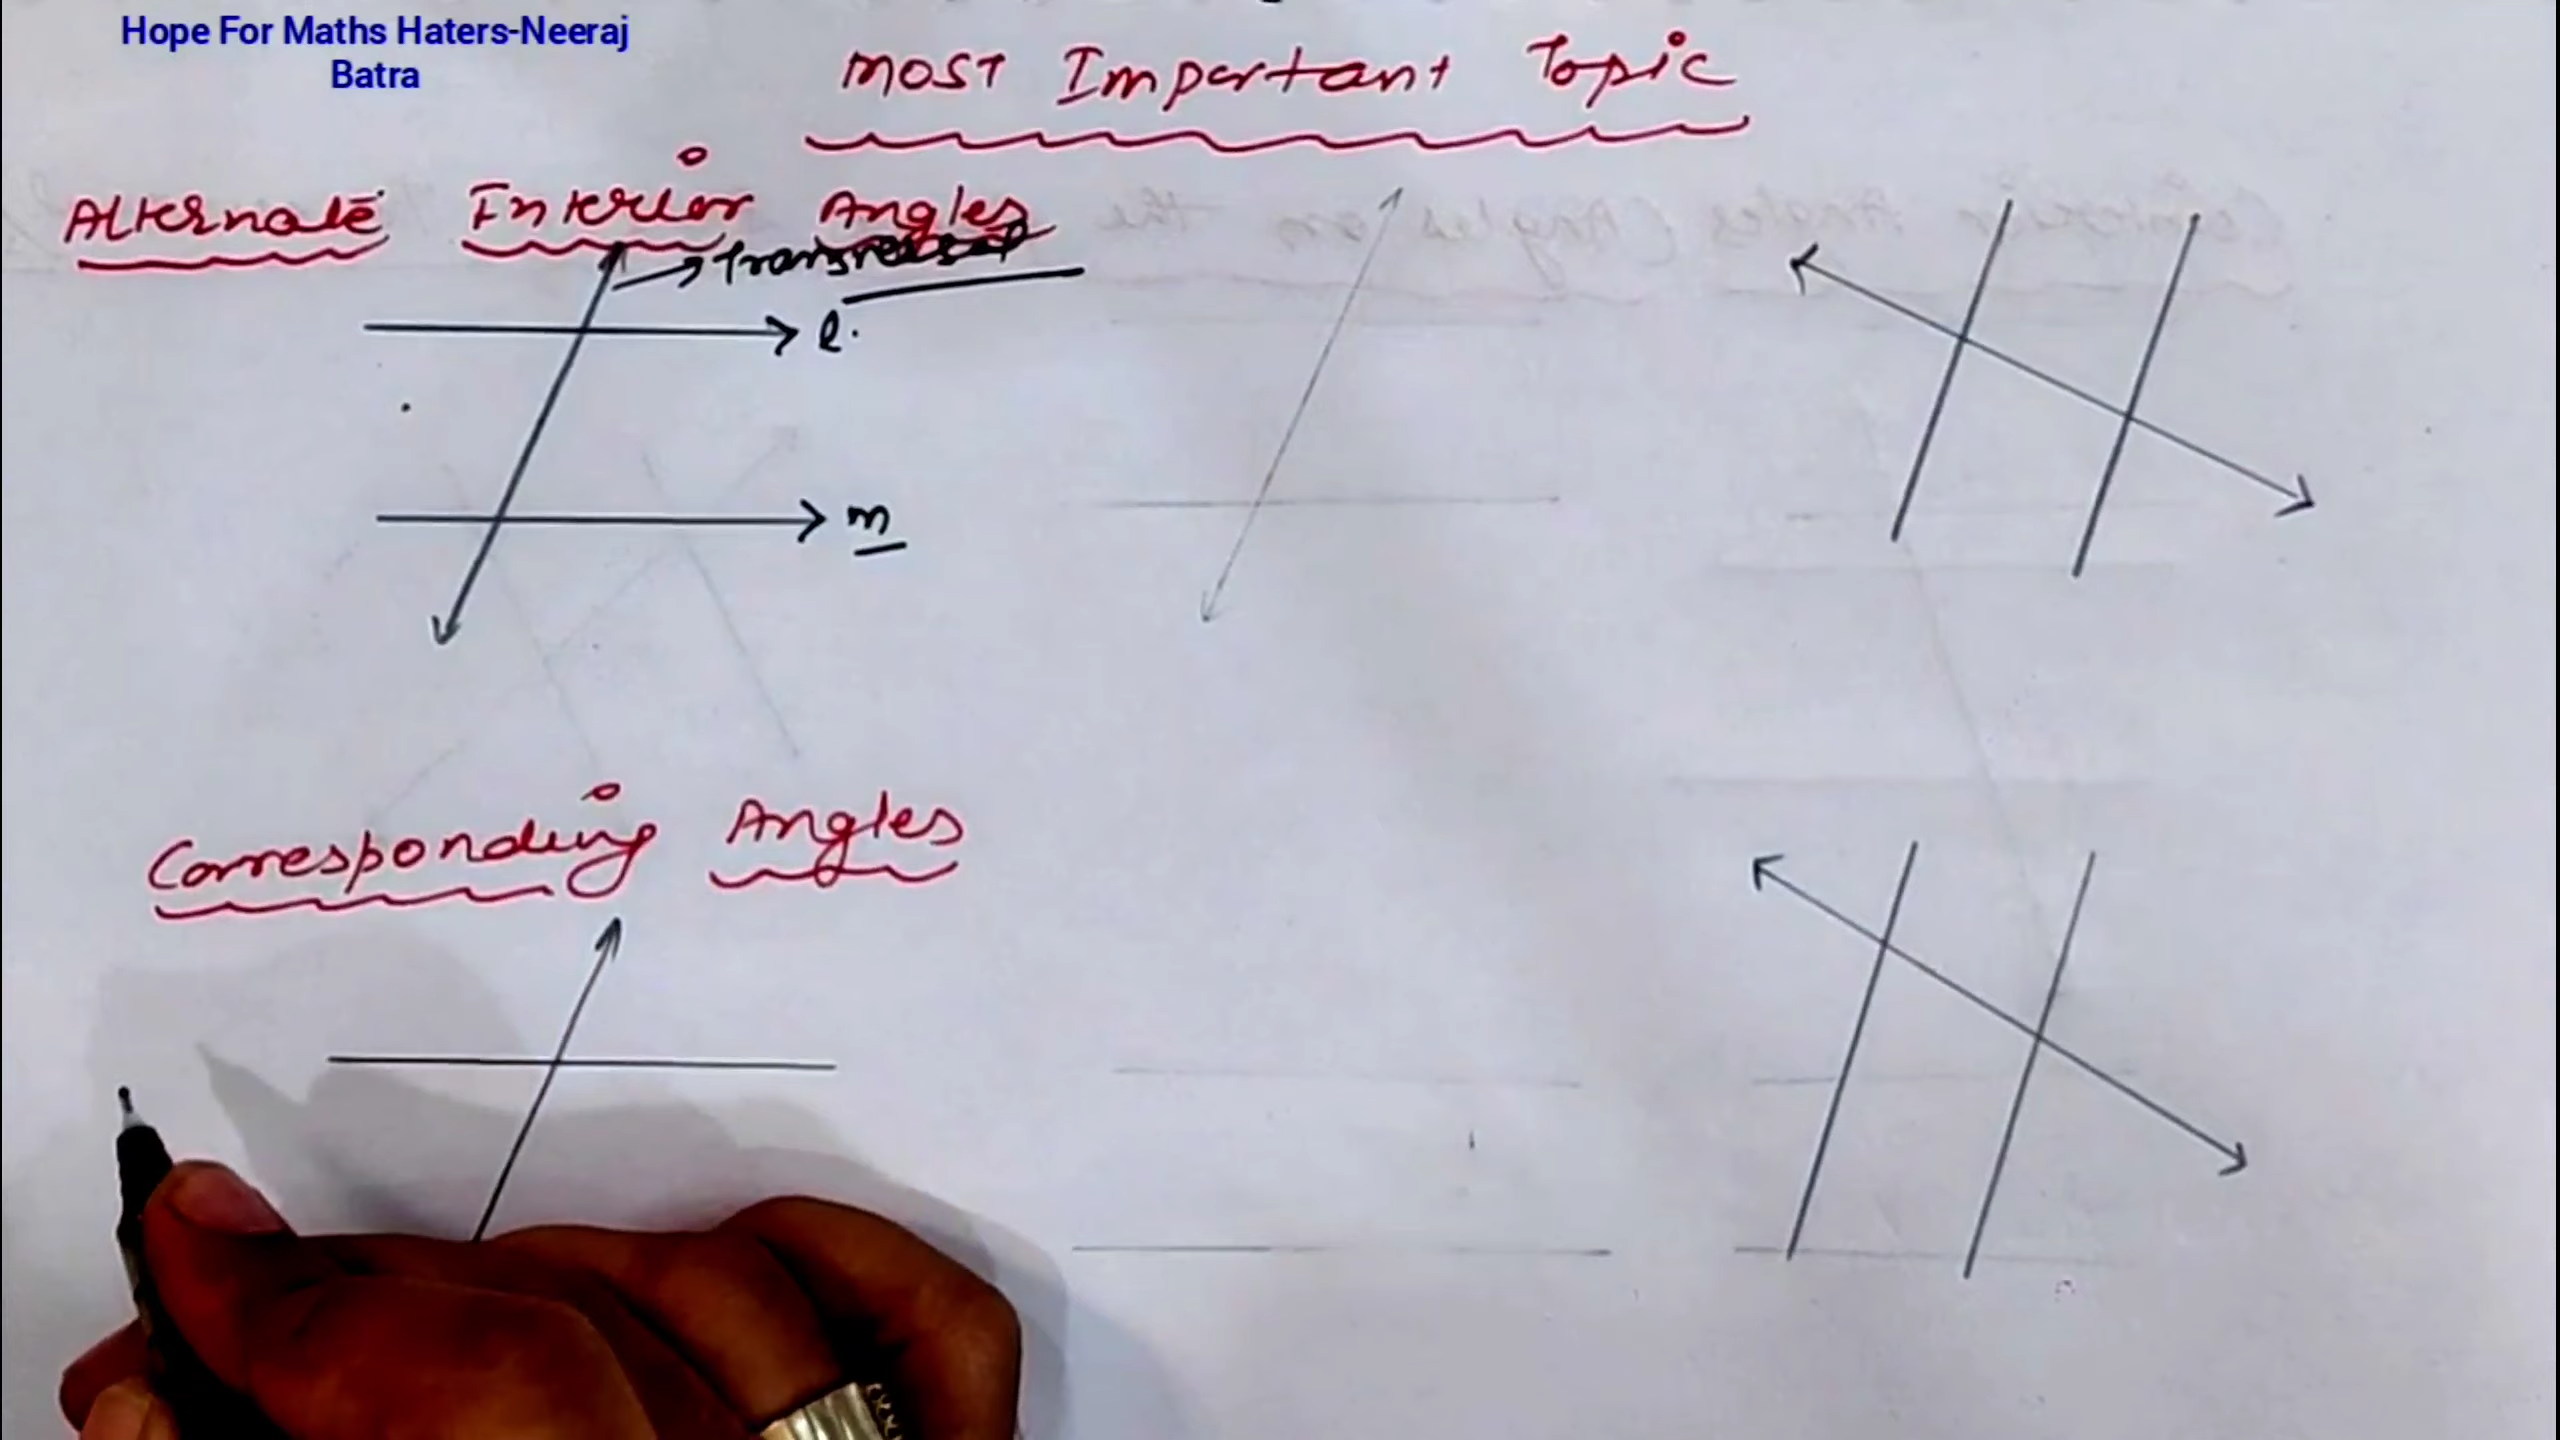 Hope For Maths Haters-Neeraj
Batra
MOST Important Topic
Alternate Interior Angles
transversal
l.
m
Corresponding Angles